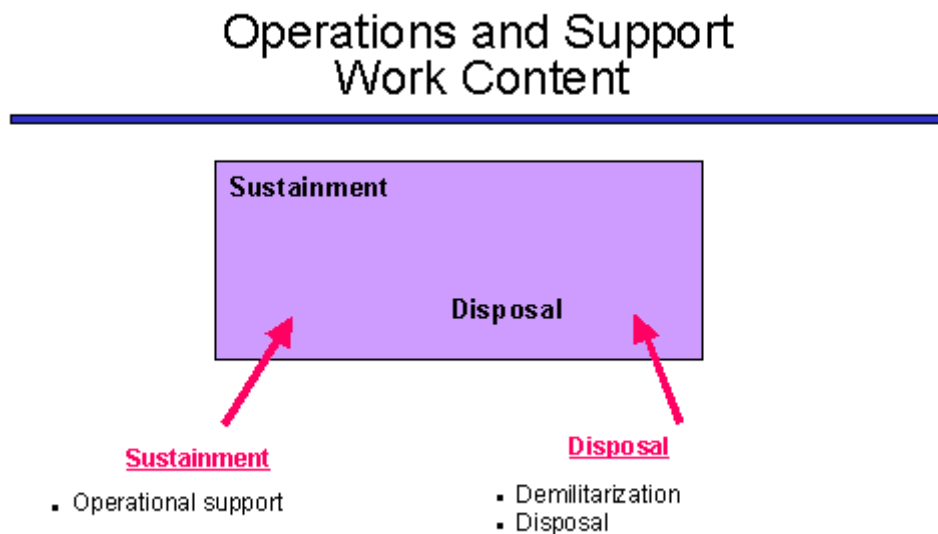 Operations and Support
Work Content
Sustainment
Disposal
Sustainment
▪ Operational support
Disposal
▪ Demilitarization
▪ Disposal